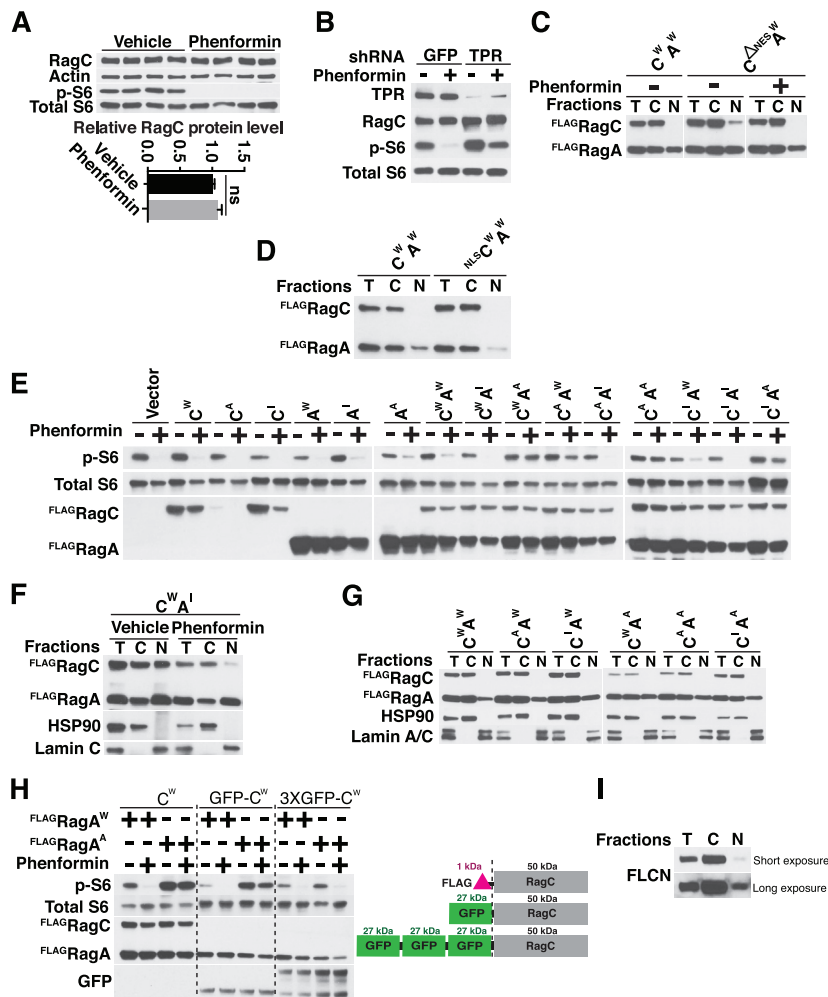 A
Vehicle Phenformin
RagC
Actin
p-S6
Total S6
Relative RagC protein level
0.0 0.5 1.0 1.5
Vehicle
Phenformin
ns
B
shRNA GFP TPR
Phenformin - + - +
TPR
RagC
p-S6
Total S6
C
C^W A^W C^ΔNES A^W
Phenformin - - +
Fractions T C N T C N T C N
FLAGRagC
FLAGRagA
D
C^W A^W NLSC^W A^W
Fractions T C N T C N
FLAGRagC
FLAGRagA
E
Vector C^W C^A C^I A^W A^I A^A C^W A^W C^W A^I C^W A^A C^A A^W C^A A^I C^A A^A C^I A^W C^I A^I C^I A^A
Phenformin - + - + - + - + - + - + - + - + - + - + - + - + - + - + - + - +
p-S6
Total S6
FLAGRagC
FLAGRagA
F
C^W A^I
Vehicle Phenformin
Fractions T C N T C N
FLAGRagC
FLAGRagA
HSP90
Lamin C
G
C^W A^W C^A A^W C^I A^W C^W A^A C^A A^A C^I A^A
Fractions T C N T C N T C N T C N T C N T C N
FLAGRagC
FLAGRagA
HSP90
Lamin A/C
H
C^W GFP-C^W 3XGFP-C^W
FLAGRagA^W + + - - + + - - + + - -
FLAGRagA^A - - + + - - + + - - + +
Phenformin - + - + - + - + - + - +
p-S6
Total S6
FLAGRagC
FLAGRagA
GFP
1 kDa 50 kDa
FLAG RagC
27 kDa 50 kDa
GFP RagC
27 kDa 27 kDa 27 kDa 50 kDa
GFP GFP GFP RagC
I
Fractions T C N
FLCN
Short exposure
Long exposure